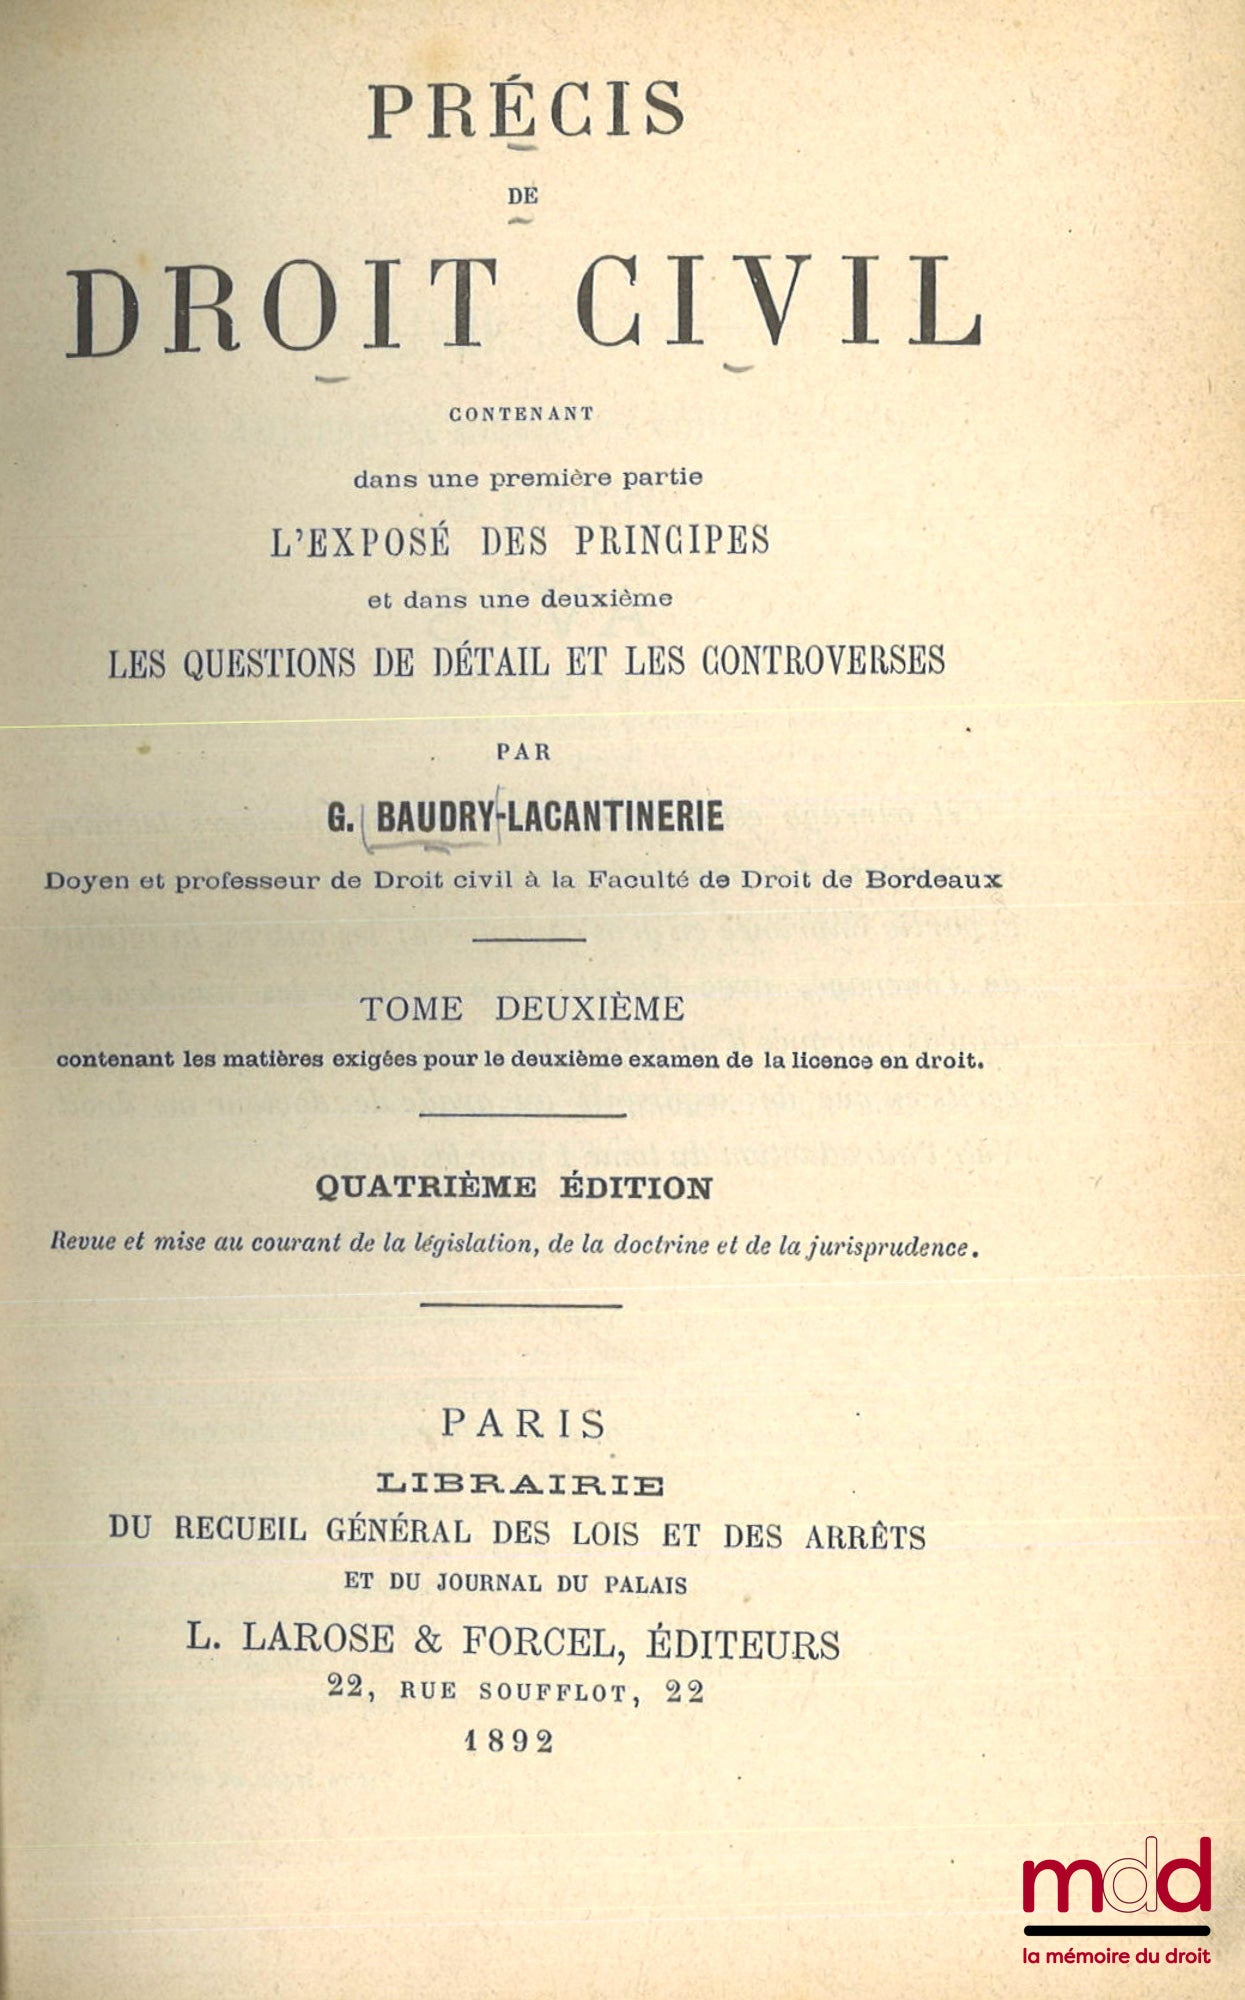 PRÉCIS
DE
DROIT CIVIL
CONTENANT
dans une première partie
L'EXPOSÉ DES PRINCIPES
et dans une deuxième
LES QUESTIONS DE DÉTAIL ET LES CONTROVERSES
PAR
G. BAUDRY-LACANTINERIE
Doyen et professeur de Droit civil à la Faculté de Droit de Bordeaux
TOME DEUXIÈME
contenant les matières exigées pour le deuxième examen de la licence en droit.
QUATRIÈME ÉDITION
Revue et mise au courant de la législation, de la doctrine et de la jurisprudence.
PARIS
LIBRAIRIE
DU RECUEIL GÉNÉRAL DES LOIS ET DES ARRÊTS
ET DU JOURNAL DU PALAIS
L. LAROSE & FORCEL, ÉDITEURS
22, RUE SOUFFLOT, 22
1892
mdd
la mémoire du droit